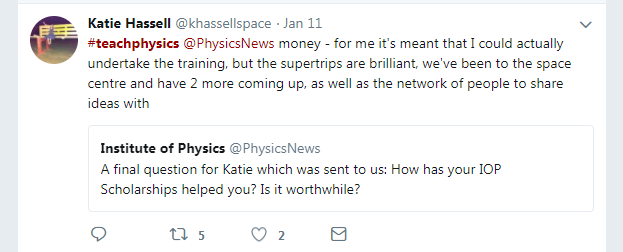 Katie Hassell @khassellspace · Jan 11
#teachphysics @PhysicsNews money - for me it's meant that I could actually
undertake the training, but the supertrips are brilliant, we've been to the space
centre and have 2 more coming up, as well as the network of people to share
ideas with
Institute of Physics @PhysicsNews
A final question for Katie which was sent to us: How has your IOP
Scholarships helped you? Is it worthwhile?
5 2